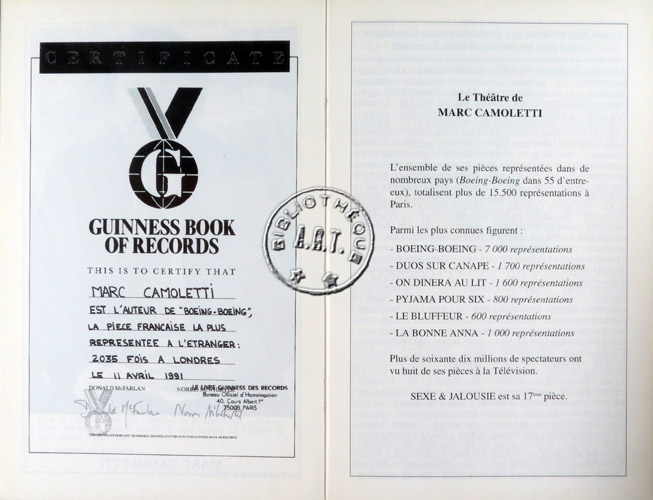 CERTIFICATE
G
GUINNESS BOOK
OF RECORDS
THIS IS TO CERTIFY THAT
MARC CAMOLETTI
EST L'AUTEUR DE "BOEING-BOEING",
LA PIECE FRANCAISE LA PLUS
REPRESENTEE A L'ETRANGER:
2035 FOIS A LONDRES
LE 11 AVRIL 1991
DONALD McFARLAN
LE LIVRE GUINNESS DES RECORDS
Bureau Officiel d'Homologation
40, Cours Albert 1er
75008 PARIS
BIBLIOTHÈQUE
A.R.T.
Le Théâtre de
MARC CAMOLETTI
L'ensemble de ses pièces représentées dans de
nombreux pays (Boeing-Boeing dans 55 d'entre-
eux), totalisent plus de 15.500 représentations à
Paris.
Parmi les plus connues figurent :
- BOEING-BOEING - 7 000 représentations
- DUOS SUR CANAPE - 1 700 représentations
- ON DINERA AU LIT - 1 600 représentations
- PYJAMA POUR SIX - 800 représentations
- LE BLUFFEUR - 600 représentations
- LA BONNE ANNA - 1 000 représentations
Plus de soixante dix millions de spectateurs ont
vu huit de ses pièces à la Télévision.
SEXE & JALOUSIE est sa 17ème pièce.